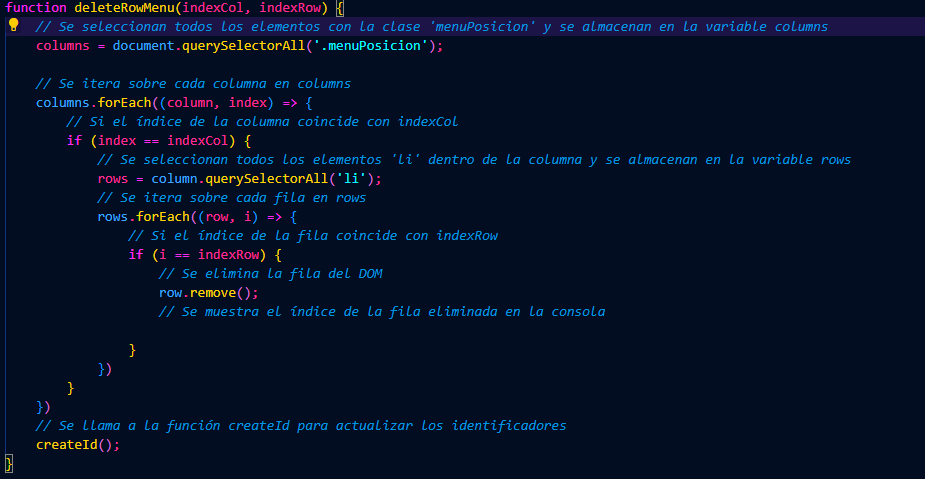 function deleteRowMenu(indexCol, indexRow) {
// Se seleccionan todos los elementos con la clase 'menuPosicion' y se almacenan en la variable columns
columns = document.querySelectorAll('.menuPosicion');
// Se itera sobre cada columna en columns
columns.forEach((column, index) => {
// Si el índice de la columna coincide con indexCol
if (index == indexCol) {
// Se seleccionan todos los elementos 'li' dentro de la columna y se almacenan en la variable rows
rows = column.querySelectorAll('li');
// Se itera sobre cada fila en rows
rows.forEach((row, i) => {
// Si el índice de la fila coincide con indexRow
if (i == indexRow) {
// Se elimina la fila del DOM
row.remove();
// Se muestra el índice de la fila eliminada en la consola
}
})
}
})
// Se llama a la función createId para actualizar los identificadores
createId();
}